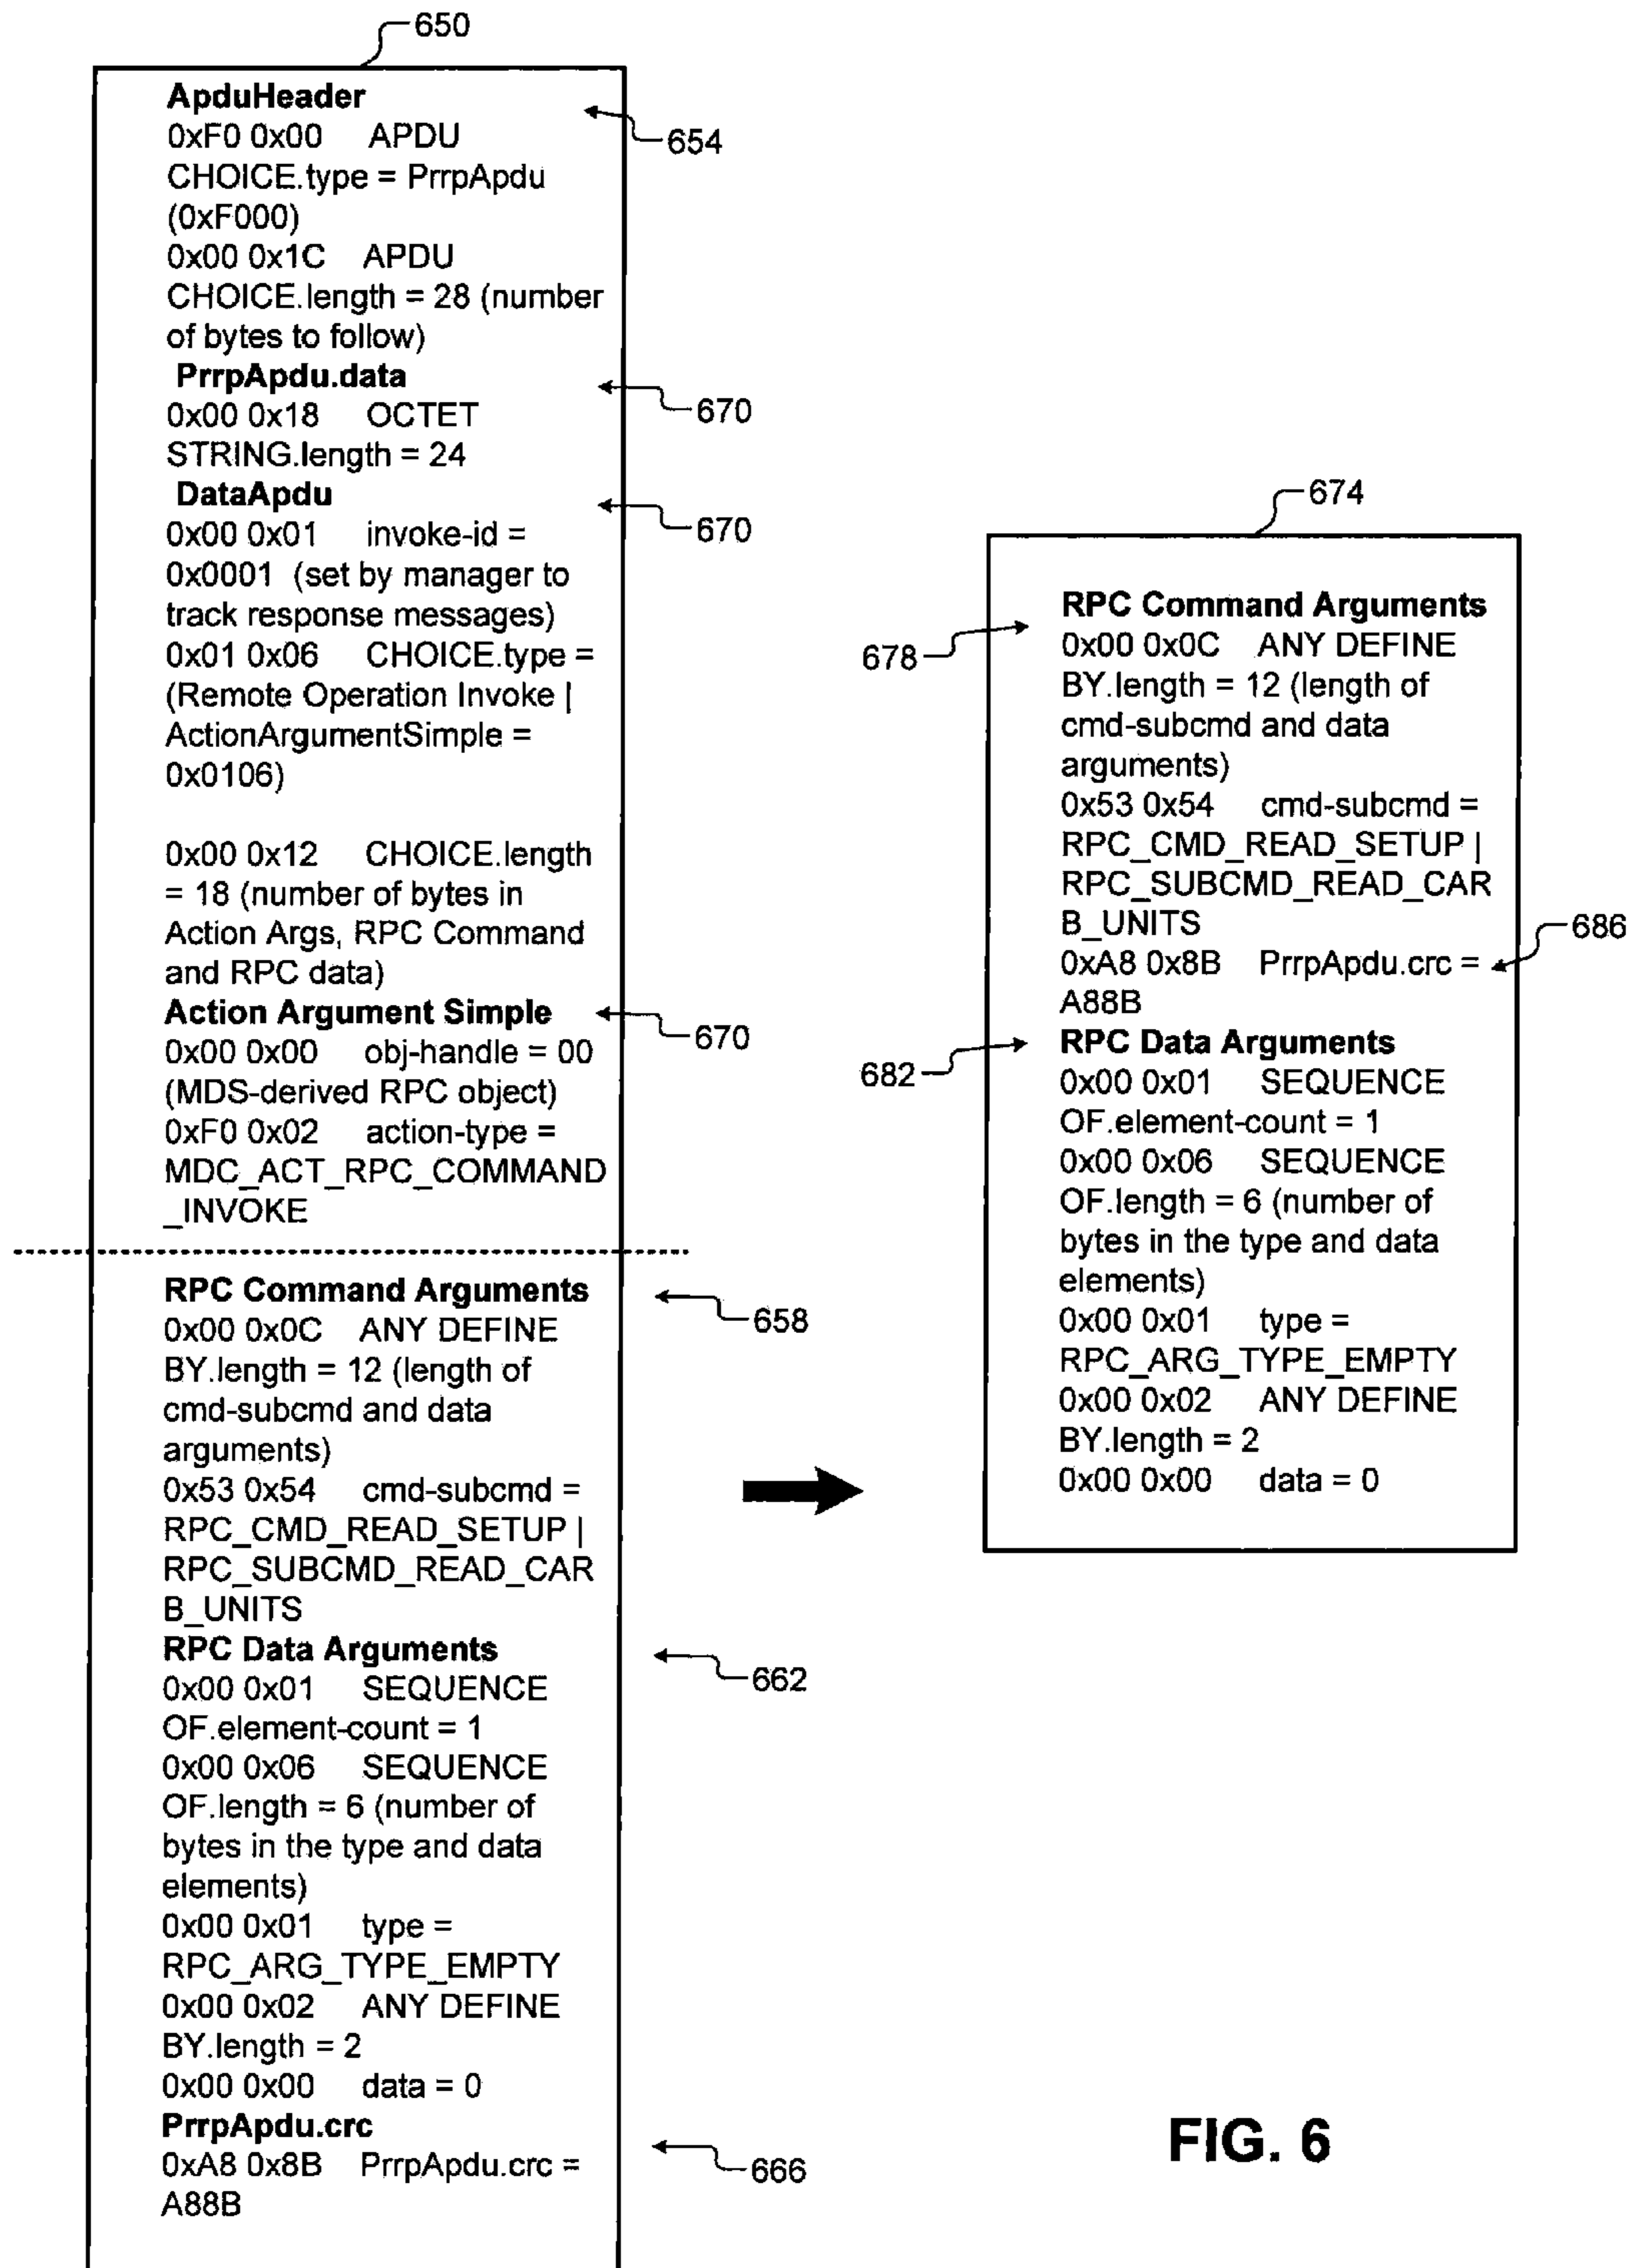 650
ApduHeader
654
0xF0 0x00 APDU
CHOICE.type = PrrpApdu
(0xF000)
0x00 0x1C APDU
CHOICE.length = 28 (number
of bytes to follow)
PrrpApdu.data
670
0x00 0x18 OCTET
STRING.length = 24
DataApdu
670
0x00 0x01 invoke-id =
0x0001 (set by manager to
track response messages)
0x01 0x06 CHOICE.type =
(Remote Operation Invoke |
ActionArgumentSimple =
0x0106)
0x00 0x12 CHOICE.length
= 18 (number of bytes in
Action Args, RPC Command
and RPC data)
Action Argument Simple
670
0x00 0x00 obj-handle = 00
(MDS-derived RPC object)
0xF0 0x02 action-type =
MDC_ACT_RPC_COMMAND
_INVOKE
RPC Command Arguments
658
0x00 0x0C ANY DEFINE
BY.length = 12 (length of
cmd-subcmd and data
arguments)
0x53 0x54 cmd-subcmd =
RPC_CMD_READ_SETUP |
RPC_SUBCMD_READ_CAR
B_UNITS
RPC Data Arguments
662
0x00 0x01 SEQUENCE
OF.element-count = 1
0x00 0x06 SEQUENCE
OF.length = 6 (number of
bytes in the type and data
elements)
0x00 0x01 type =
RPC_ARG_TYPE_EMPTY
0x00 0x02 ANY DEFINE
BY.length = 2
0x00 0x00 data = 0
PrrpApdu.crc
666
0xA8 0x8B PrrpApdu.crc =
A88B
674
RPC Command Arguments
678
0x00 0x0C ANY DEFINE
BY.length = 12 (length of
cmd-subcmd and data
arguments)
0x53 0x54 cmd-subcmd =
RPC_CMD_READ_SETUP |
RPC_SUBCMD_READ_CAR
B_UNITS
686
0xA8 0x8B PrrpApdu.crc =
A88B
RPC Data Arguments
682
0x00 0x01 SEQUENCE
OF.element-count = 1
0x00 0x06 SEQUENCE
OF.length = 6 (number of
bytes in the type and data
elements)
0x00 0x01 type =
RPC_ARG_TYPE_EMPTY
0x00 0x02 ANY DEFINE
BY.length = 2
0x00 0x00 data = 0
FIG. 6